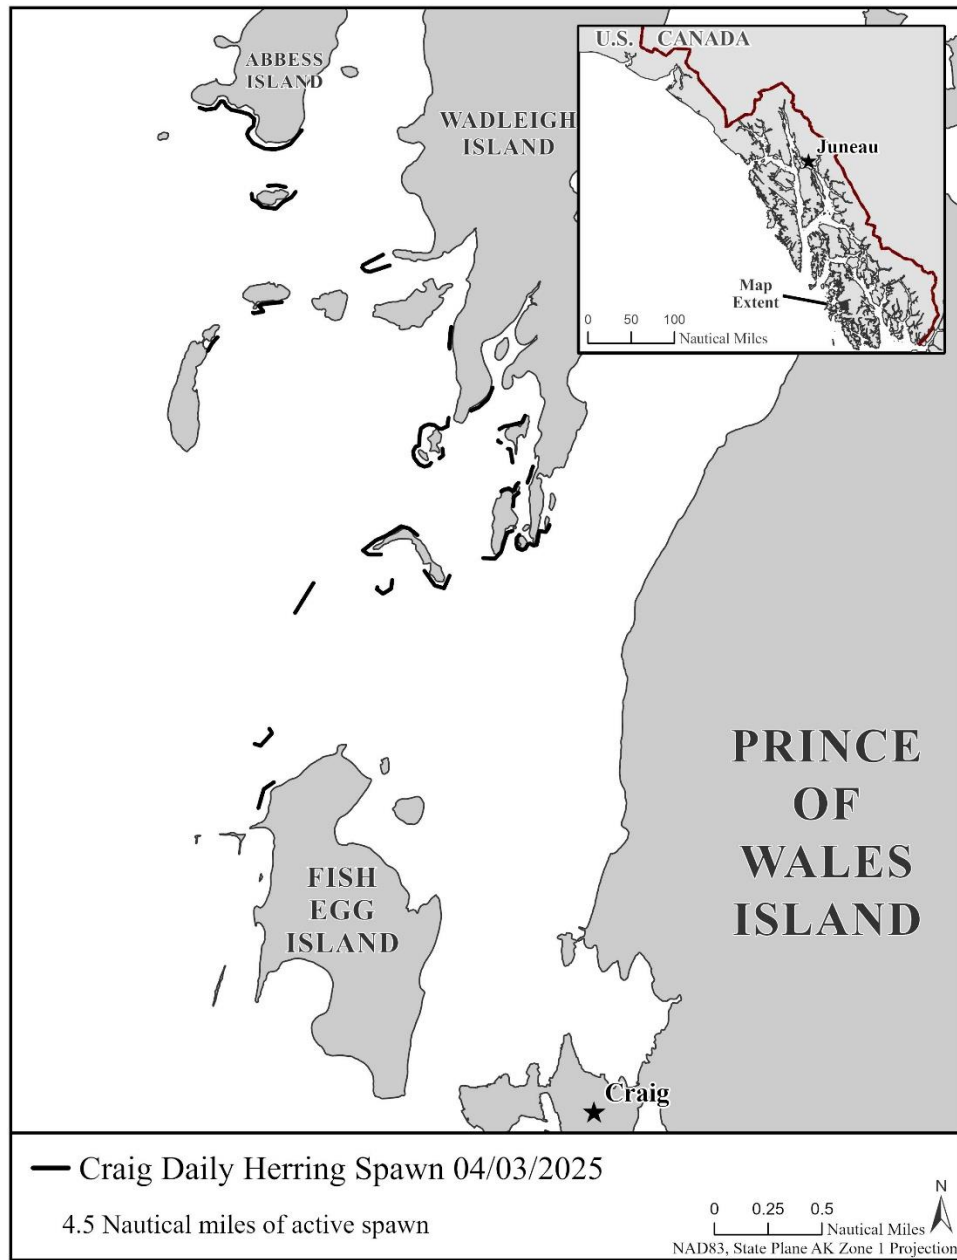 ABBESS
ISLAND
WADLEIGH
ISLAND
U.S. CANADA
Juneau
Map
Extent
0 50 100
Nautical Miles
PRINCE
OF
WALES
ISLAND
FISH
EGG
ISLAND
Craig
Craig Daily Herring Spawn 04/03/2025
4.5 Nautical miles of active spawn
N
0 0.25 0.5
Nautical Miles
NAD83, State Plane AK Zone 1 Projection